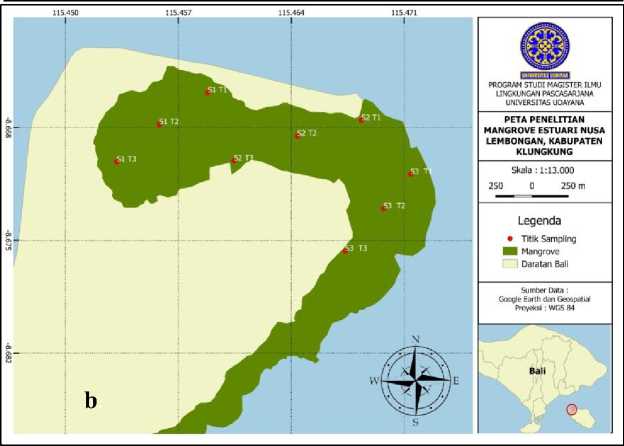 115.450 115.457 115.464 115.471
-8.668
-8.675
-8.682
S1 T1
S1 T2
S1 T3
S2 T1
S2 T2
S2 T3
S3 T1
S3 T2
S3 T3
N
W E
S
b
UNIVERSITAS UDAYANA
PROGRAM STUDI MAGISTER ILMU
LINGKUNGAN PASCASARJANA
UNIVERSITAS UDAYANA
PETA PENELITIAN
MANGROVE ESTUARI NUSA
LEMBONGAN, KABUPATEN
KLUNGKUNG
Skala : 1:13.000
250 0 250 m
Legenda
Titik Sampling
Mangrove
Daratan Bali
Sumber Data :
Google Earth dan Geospatial
Proyeksi : WGS 84
Bali